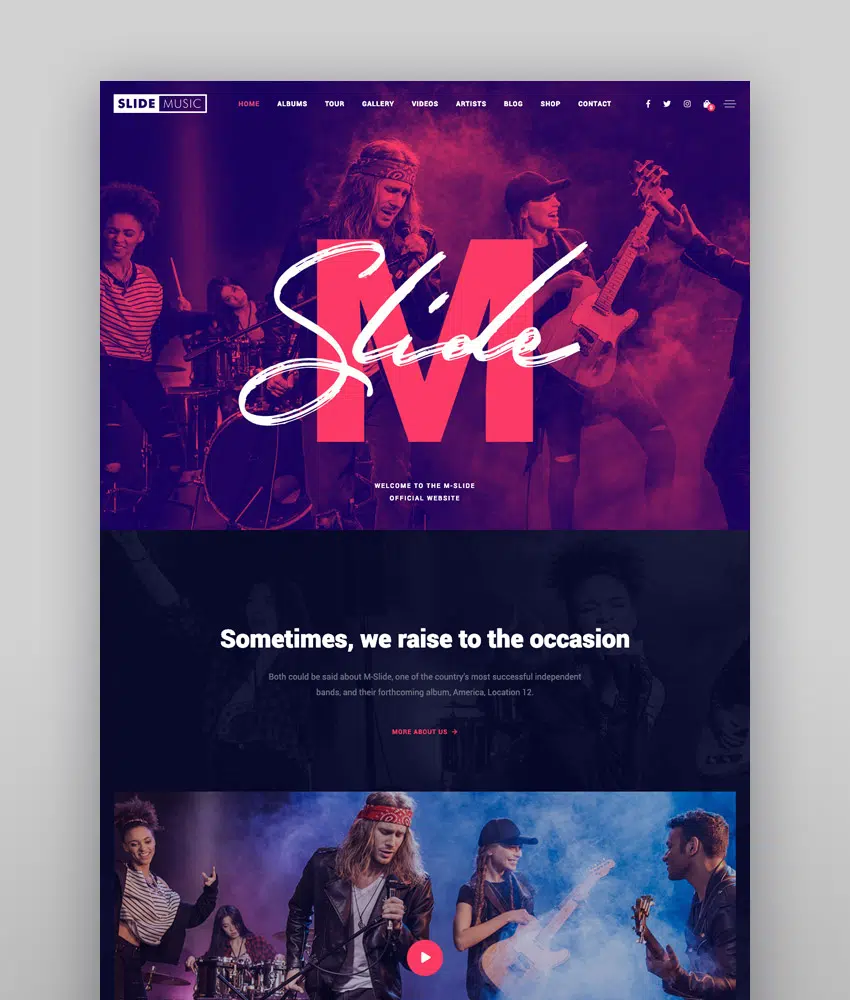 SLIDE MUSIC
HOME ALBUMS TOUR GALLERY VIDEOS ARTISTS BLOG SHOP CONTACT
0
M
Slide
WELCOME TO THE M-SLIDE
OFFICIAL WEBSITE
Sometimes, we raise to the occasion
Both could be said about M-Slide, one of the country's most successful independent
bands, and their forthcoming album, America, Location 12.
MORE ABOUT US →